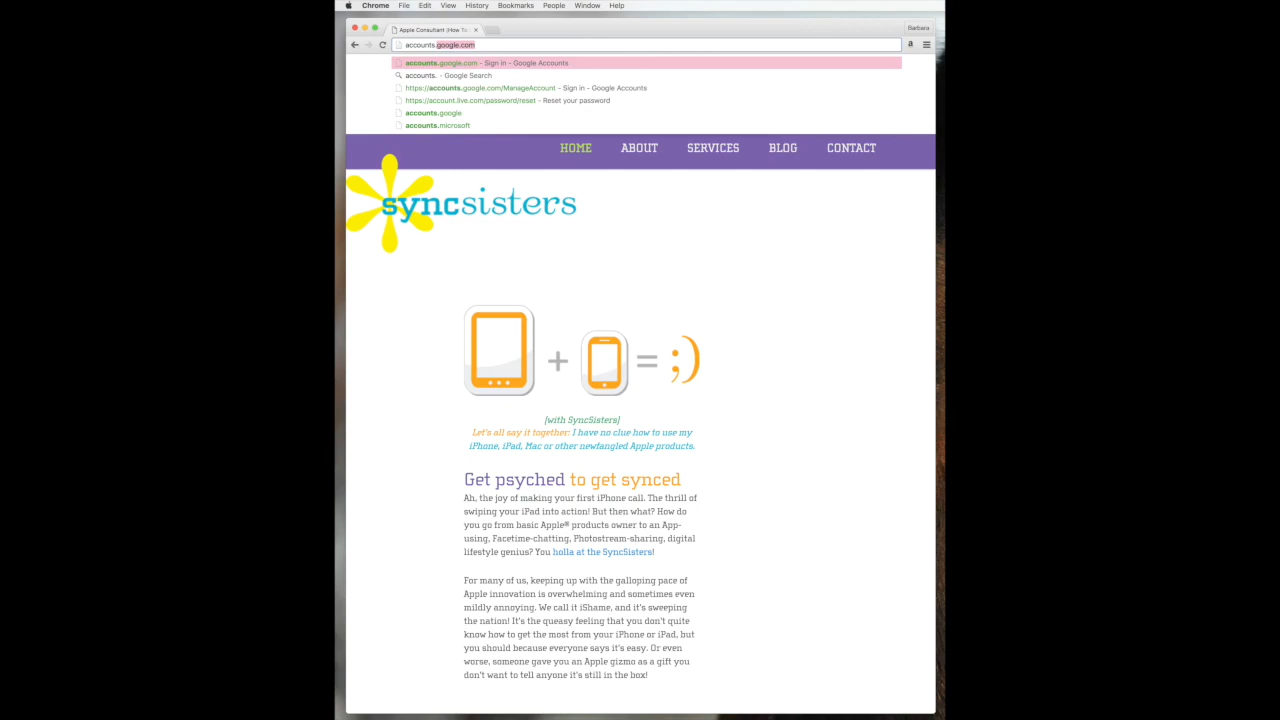 Chrome File Edit View History Bookmarks People Window Help
Apple Consultant |How To
Barbara
accounts.google.com
accounts.google.com - Sign in - Google Accounts
accounts. - Google Search
https://accounts.google.com/ManageAccount - Sign in - Google Accounts
https://account.live.com/password/reset - Reset your password
accounts.google
accounts.microsoft
HOME ABOUT SERVICES BLOG CONTACT
syncsisters
+ = ;)
[with SyncSisters]
Let's all say it together: I have no clue how to use my
iPhone, iPad, Mac or other newfangled Apple products.
Get psyched to get synced
Ah, the joy of making your first iPhone call. The thrill of
swiping your iPad into action! But then what? How do
you go from basic Apple® products owner to an App-
using, Facetime-chatting, Photostream-sharing, digital
lifestyle genius? You holla at the SyncSisters!
For many of us, keeping up with the galloping pace of
Apple innovation is overwhelming and sometimes even
mildly annoying. We call it iShame, and it's sweeping
the nation! It's the queasy feeling that you don't quite
know how to get the most from your iPhone or iPad, but
you should because everyone says it's easy. Or even
worse, someone gave you an Apple gizmo as a gift you
don't want to tell anyone it's still in the box!